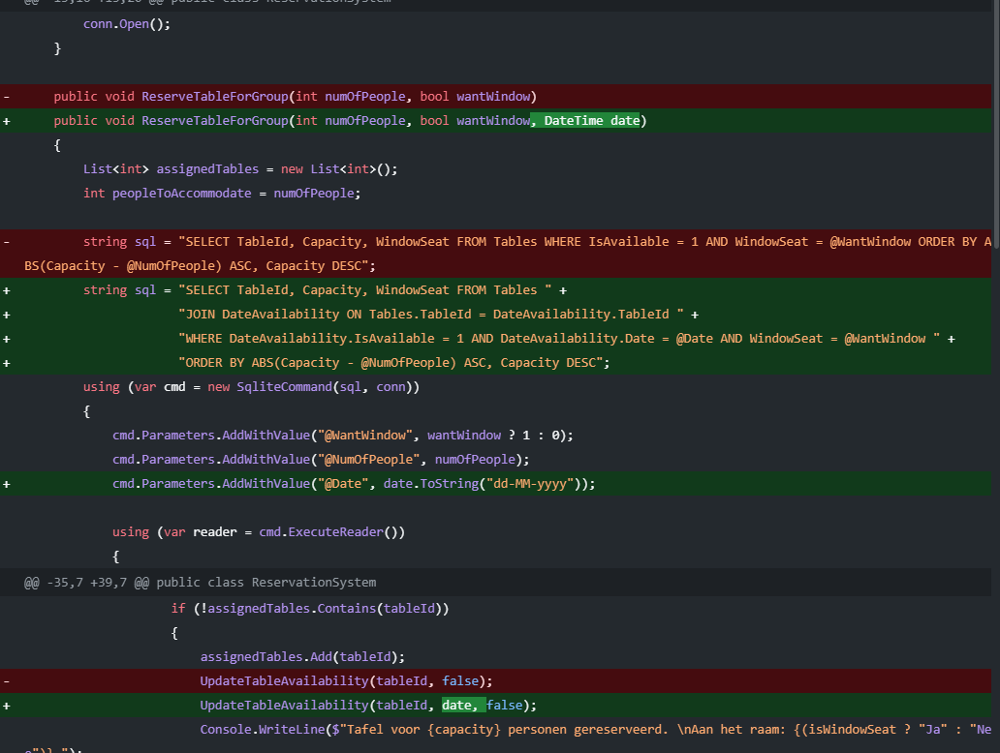 @@ -15,16 +15,20 @@ public class ReservationSystem
        conn.Open();
    }
-    public void ReserveTableForGroup(int numOfPeople, bool wantWindow)
+    public void ReserveTableForGroup(int numOfPeople, bool wantWindow, DateTime date)
    {
        List<int> assignedTables = new List<int>();
        int peopleToAccommodate = numOfPeople;
-        string sql = "SELECT TableId, Capacity, WindowSeat FROM Tables WHERE IsAvailable = 1 AND WindowSeat = @WantWindow ORDER BY A
BS(Capacity - @NumOfPeople) ASC, Capacity DESC";
+        string sql = "SELECT TableId, Capacity, WindowSeat FROM Tables " +
+                     "JOIN DateAvailability ON Tables.TableId = DateAvailability.TableId " +
+                     "WHERE DateAvailability.IsAvailable = 1 AND DateAvailability.Date = @Date AND WindowSeat = @WantWindow " +
+                     "ORDER BY ABS(Capacity - @NumOfPeople) ASC, Capacity DESC";
        using (var cmd = new SqliteCommand(sql, conn))
        {
            cmd.Parameters.AddWithValue("@WantWindow", wantWindow ? 1 : 0);
            cmd.Parameters.AddWithValue("@NumOfPeople", numOfPeople);
+            cmd.Parameters.AddWithValue("@Date", date.ToString("dd-MM-yyyy"));
            using (var reader = cmd.ExecuteReader())
            {
@@ -35,7 +39,7 @@ public class ReservationSystem
                    if (!assignedTables.Contains(tableId))
                    {
                        assignedTables.Add(tableId);
-                        UpdateTableAvailability(tableId, false);
+                        UpdateTableAvailability(tableId, date, false);
                        Console.WriteLine($"Tafel voor {capacity} personen gereserveerd. \nAan het raam: {(isWindowSeat ? "Ja" : "Ne
e")} ");